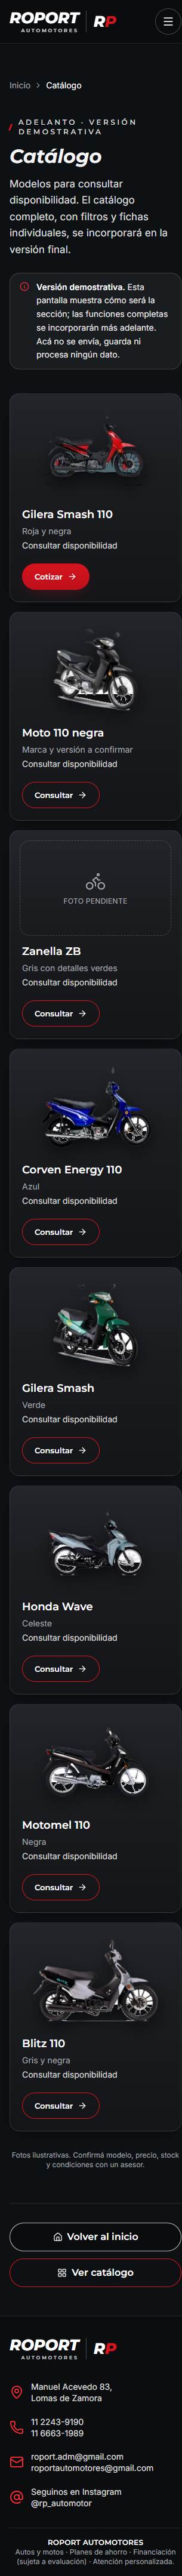 ROPORT RP
AUTOMOTORES
Inicio > Catálogo
ADELANTO · VERSIÓN
DEMOSTRATIVA
Catálogo
Modelos para consultar
disponibilidad. El catálogo
completo, con filtros y fichas
individuales, se incorporará en la
versión final.
Versión demostrativa. Esta
pantalla muestra cómo será la
sección; las funciones completas
se incorporarán más adelante.
Acá no se envía, guarda ni
procesa ningún dato.
Gilera Smash 110
Roja y negra
Consultar disponibilidad
Cotizar →
Moto 110 negra
Marca y versión a confirmar
Consultar disponibilidad
Consultar →
FOTO PENDIENTE
Zanella ZB
Gris con detalles verdes
Consultar disponibilidad
Consultar →
Corven Energy 110
Azul
Consultar disponibilidad
Consultar →
Gilera Smash
Verde
Consultar disponibilidad
Consultar →
Honda Wave
Celeste
Consultar disponibilidad
Consultar →
Motomel 110
Negra
Consultar disponibilidad
Consultar →
Blitz 110
Gris y negra
Consultar disponibilidad
Consultar →
Fotos ilustrativas. Confirmá modelo, precio, stock
y condiciones con un asesor.
Volver al inicio
Ver catálogo
ROPORT RP
AUTOMOTORES
Manuel Acevedo 83,
Lomas de Zamora
11 2243-9190
11 6663-1989
roport.adm@gmail.com
roportautomotores@gmail.com
Seguinos en Instagram
@rp_automotor
ROPORT AUTOMOTORES
Autos y motos · Planes de ahorro · Financiación
(sujeta a evaluación) · Atención personalizada.